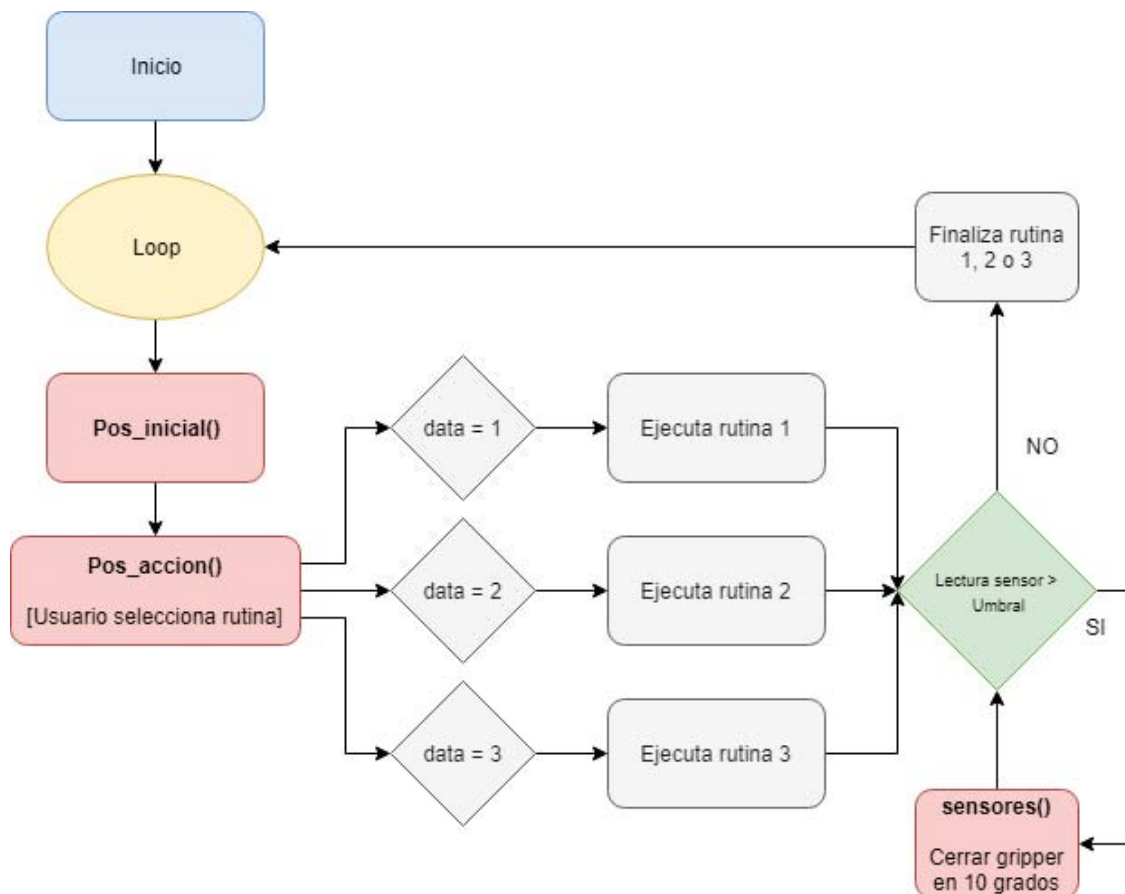 Inicio
Loop
Finaliza rutina
1, 2 o 3
Pos_inicial()
data = 1
Ejecuta rutina 1
NO
Pos_accion()
[Usuario selecciona rutina]
data = 2
Ejecuta rutina 2
Lectura sensor >
Umbral
SI
data = 3
Ejecuta rutina 3
sensores()
Cerrar gripper
en 10 grados